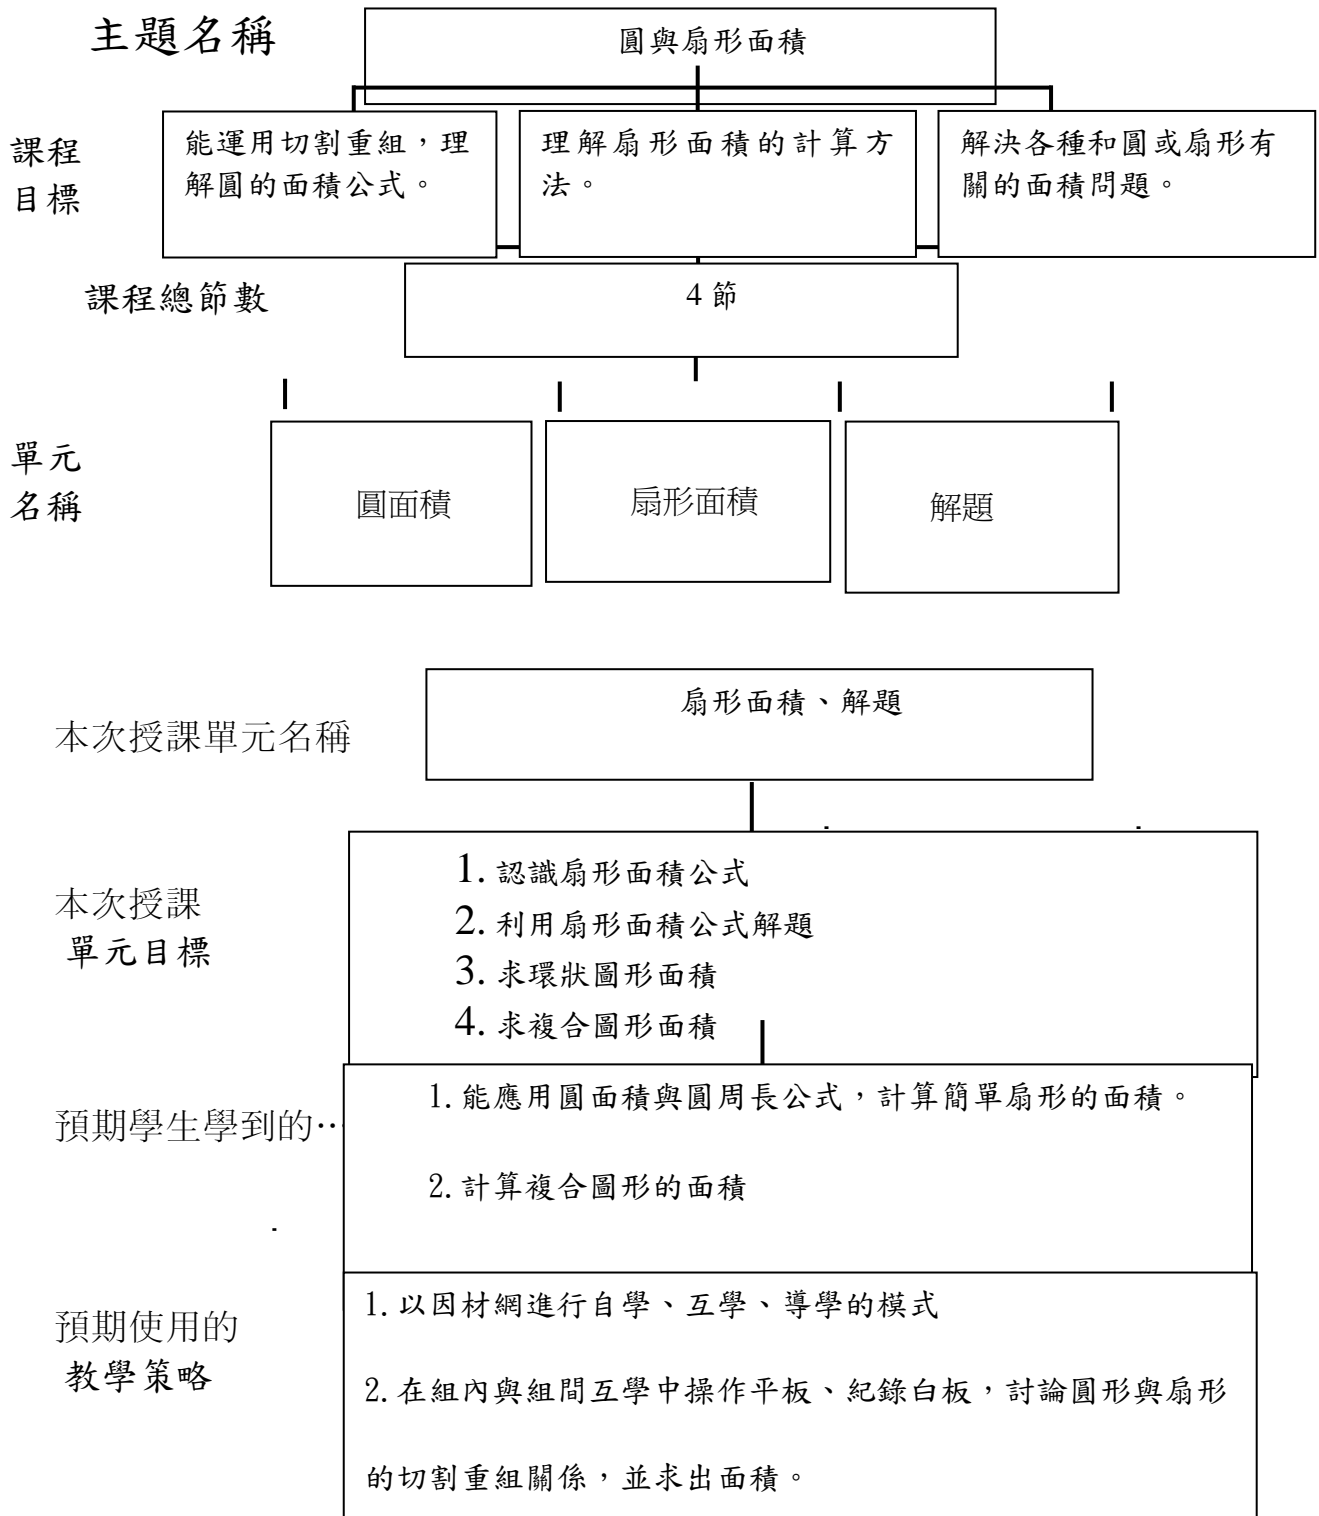 主題名稱
圓與扇形面積
課程
目標
能運用切割重組，理
解圓的面積公式。
理解扇形面積的計算方
法。
解決各種和圓或扇形有
關的面積問題。
課程總節數
4 節
單元
名稱
圓面積
扇形面積
解題
本次授課單元名稱
扇形面積、解題
本次授課
單元目標
1. 認識扇形面積公式
2. 利用扇形面積公式解題
3. 求環狀圖形面積
4. 求複合圖形面積
預期學生學到的…
1. 能應用圓面積與圓周長公式，計算簡單扇形的面積。
2. 計算複合圖形的面積
預期使用的
教學策略
1. 以因材網進行自學、互學、導學的模式
2. 在組內與組間互學中操作平板、紀錄白板，討論圓形與扇形
的切割重組關係，並求出面積。